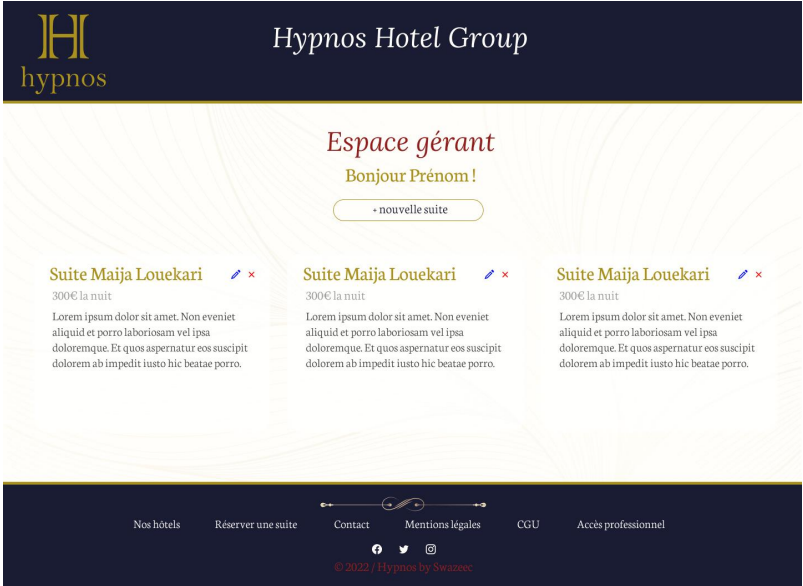 H
hypnos
Hypnos Hotel Group
Espace gérant
Bonjour Prénom !
+ nouvelle suite
Suite Maija Louekari
300€ la nuit
Lorem ipsum dolor sit amet. Non eveniet
aliquid et porro laboriosam vel ipsa
doloremque. Et quos aspernatur eos suscipit
dolorem ab impedit iusto hic beatae porro.
Suite Maija Louekari
300€ la nuit
Lorem ipsum dolor sit amet. Non eveniet
aliquid et porro laboriosam vel ipsa
doloremque. Et quos aspernatur eos suscipit
dolorem ab impedit iusto hic beatae porro.
Suite Maija Louekari
300€ la nuit
Lorem ipsum dolor sit amet. Non eveniet
aliquid et porro laboriosam vel ipsa
doloremque. Et quos aspernatur eos suscipit
dolorem ab impedit iusto hic beatae porro.
Nos hôtels Réserver une suite Contact Mentions légales CGU Accès professionnel
© 2022 / Hypnos by Swazeec